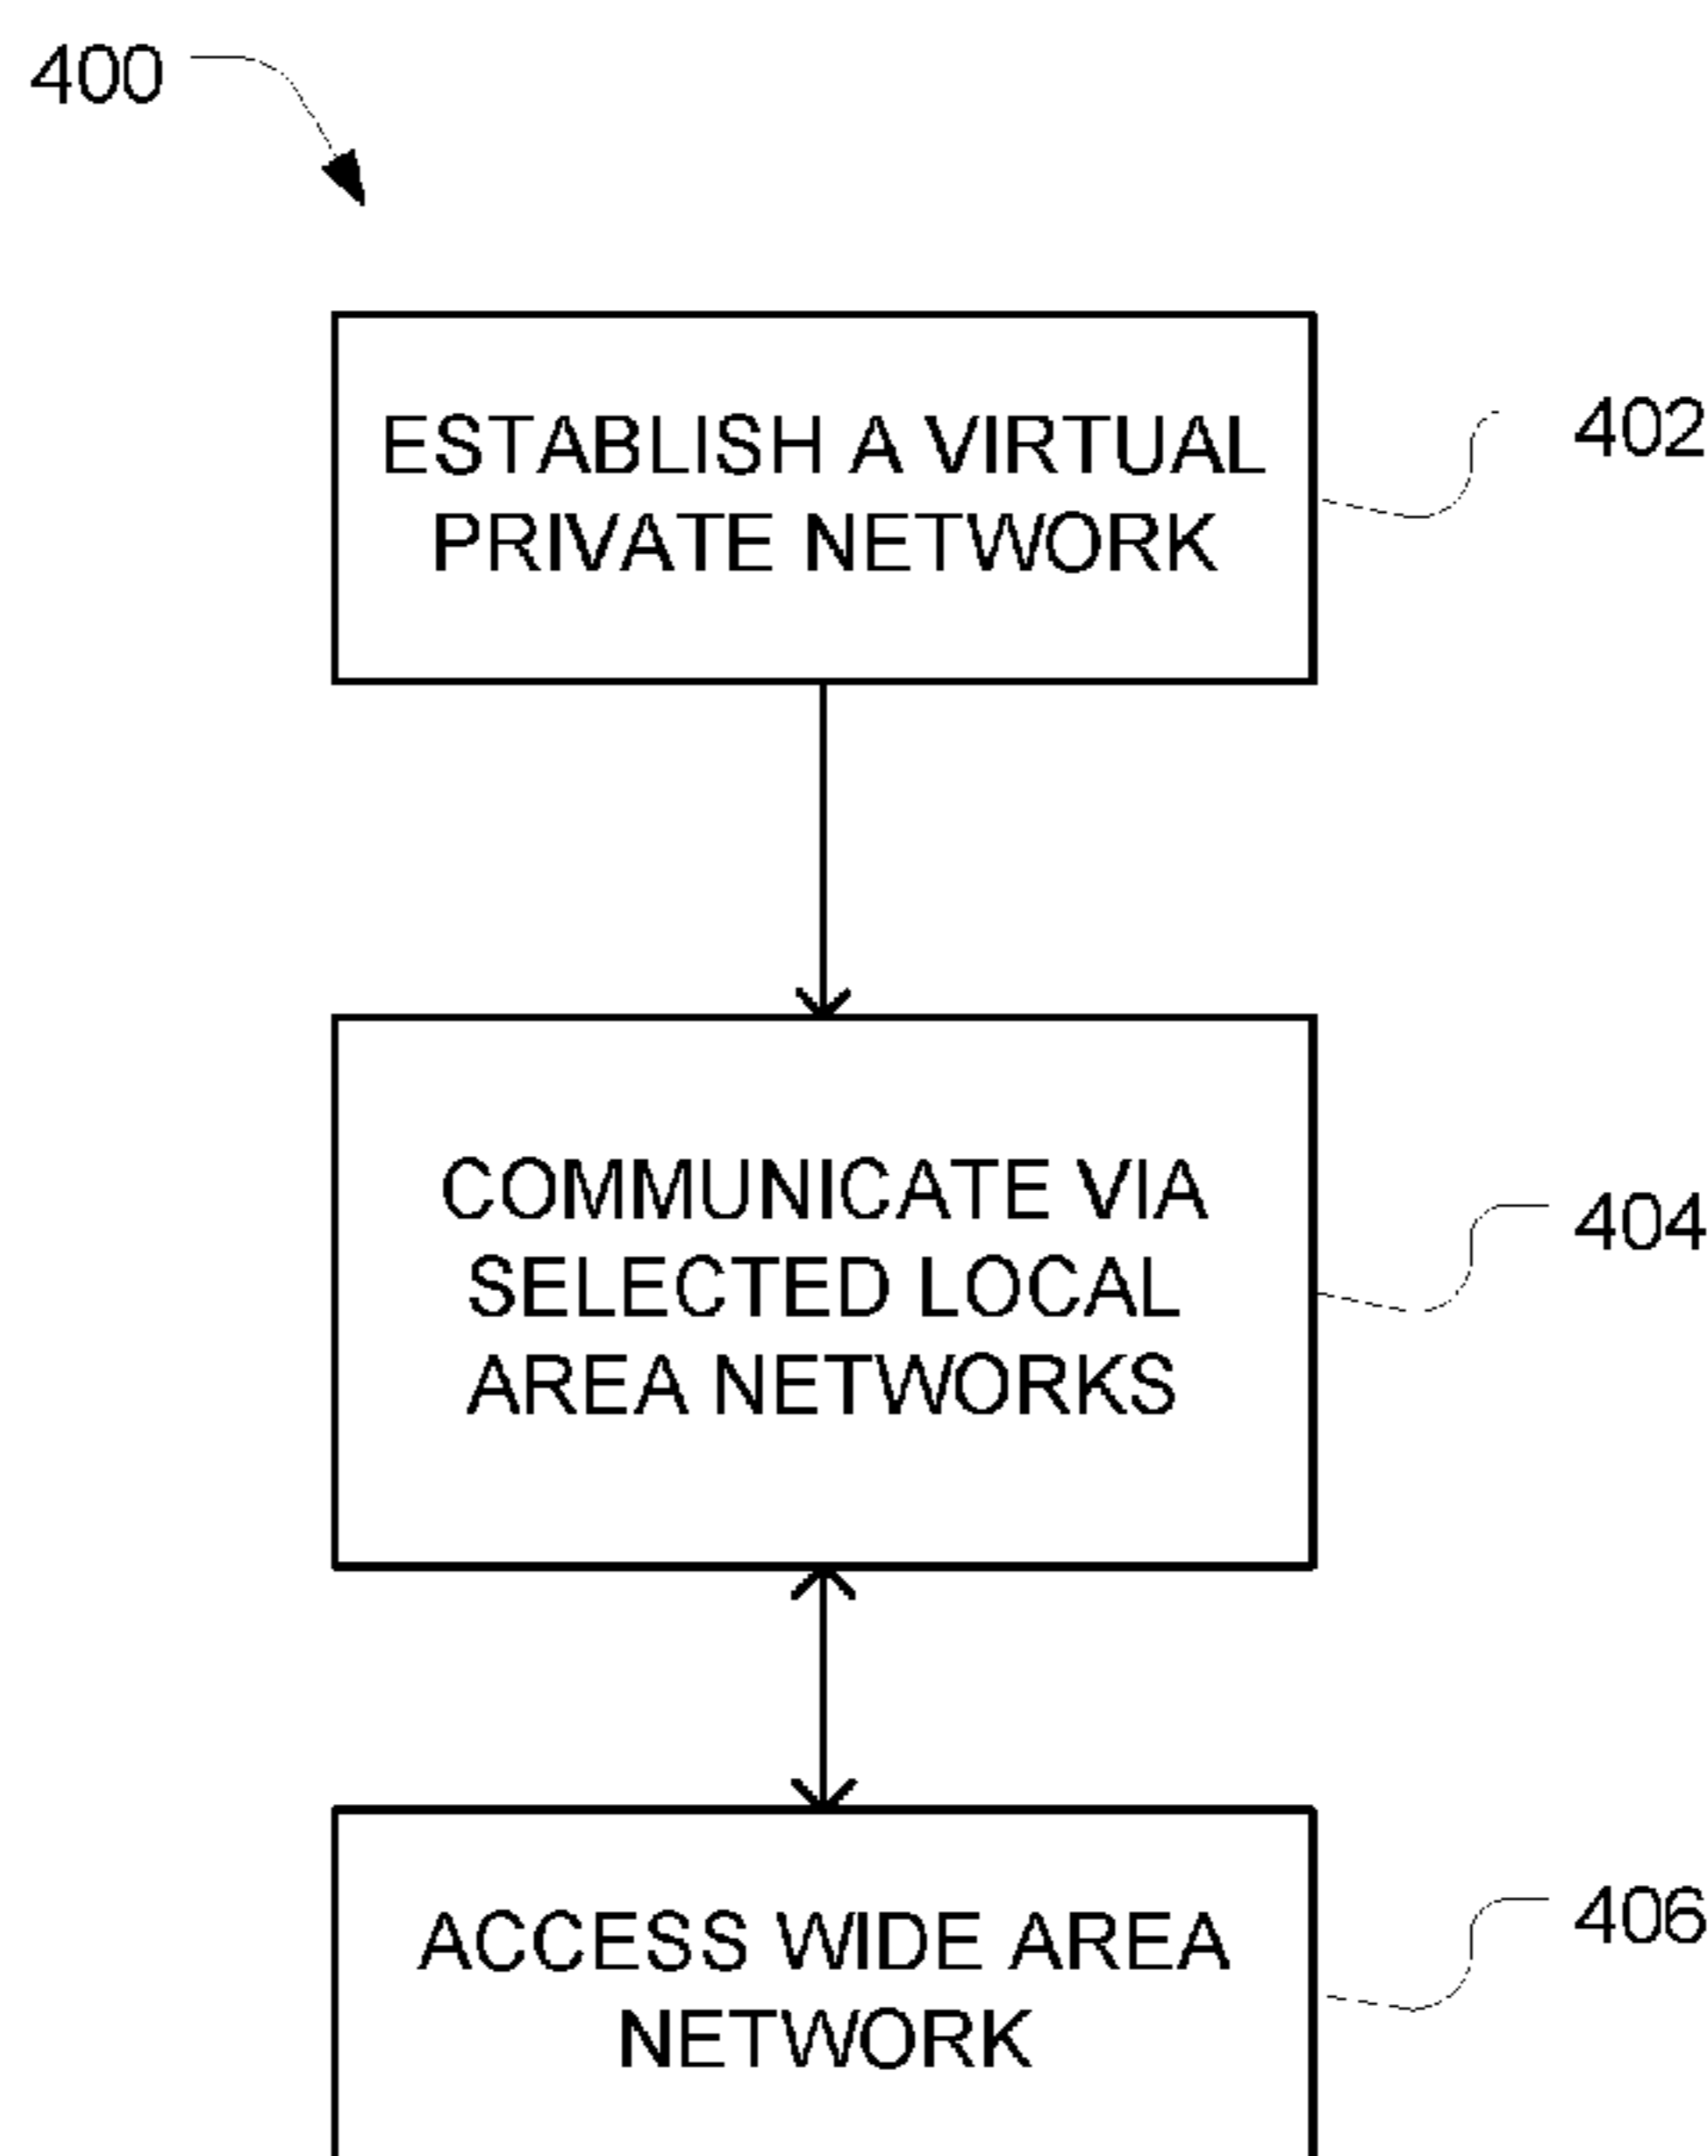 400
ESTABLISH A VIRTUAL
PRIVATE NETWORK
402
COMMUNICATE VIA
SELECTED LOCAL
AREA NETWORKS
404
ACCESS WIDE AREA
NETWORK
406